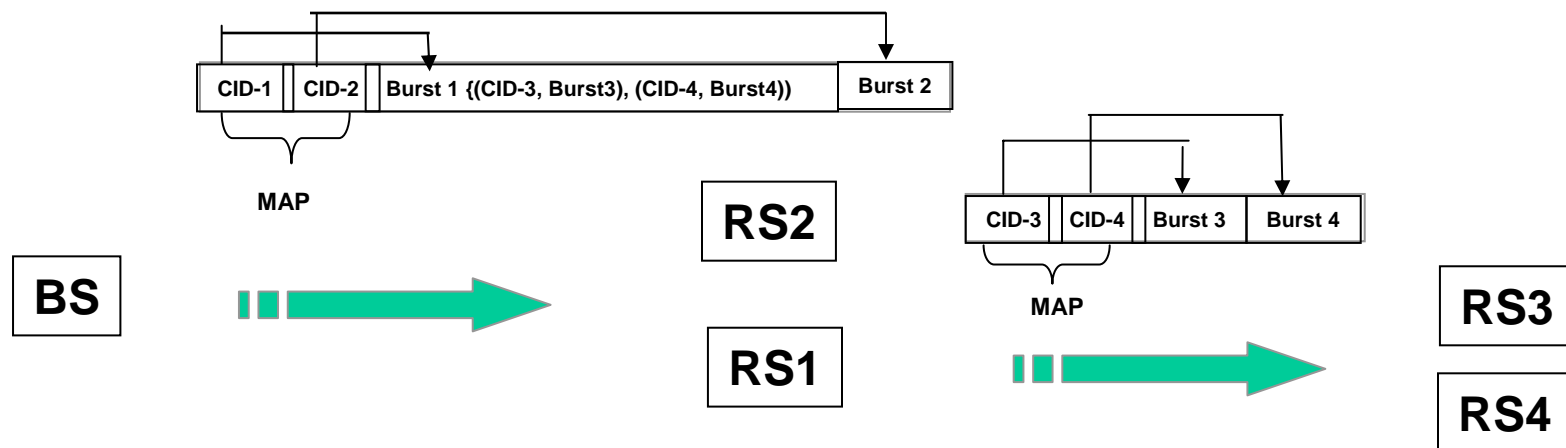 CID-1 CID-2 Burst 1 {(CID-3, Burst3), (CID-4, Burst4)) Burst 2
MAP
RS2
CID-3 CID-4 Burst 3 Burst 4
BS
MAP
RS3
RS1
RS4